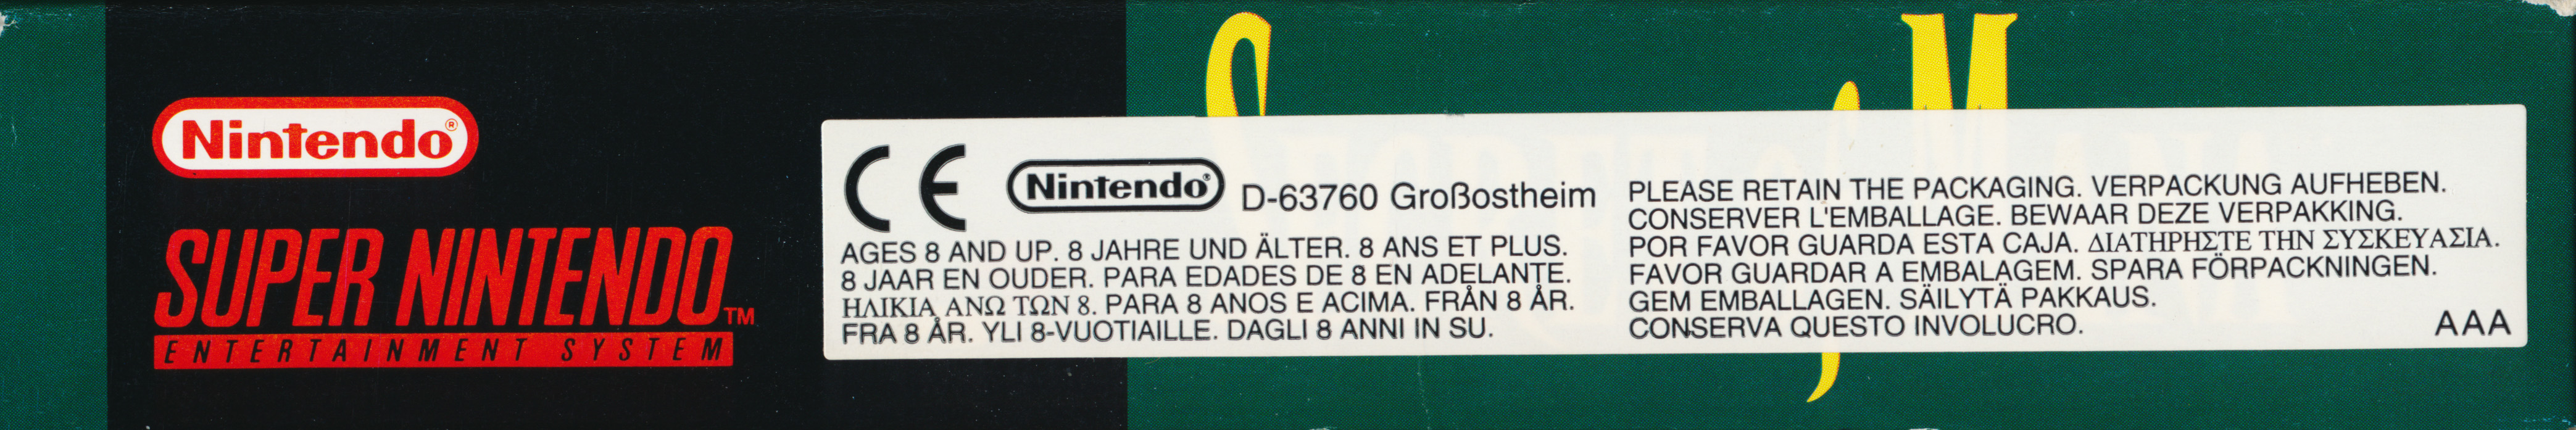 Nintendo®
SUPER NINTENDO™
ENTERTAINMENT SYSTEM
CE Nintendo® D-63760 Großostheim
AGES 8 AND UP. 8 JAHRE UND ÄLTER. 8 ANS ET PLUS.
8 JAAR EN OUDER. PARA EDADES DE 8 EN ADELANTE.
ΗΛΙΚΙΑ ΑΝΩ ΤΩΝ 8. PARA 8 ANOS E ACIMA. FRÅN 8 ÅR.
FRA 8 ÅR. YLI 8-VUOTIAILLE. DAGLI 8 ANNI IN SU.
PLEASE RETAIN THE PACKAGING. VERPACKUNG AUFHEBEN.
CONSERVER L'EMBALLAGE. BEWAAR DEZE VERPAKKING.
POR FAVOR GUARDA ESTA CAJA. ΔΙΑΤΗΡΗΣΤΕ ΤΗΝ ΣΥΣΚΕΥΑΣΙΑ.
FAVOR GUARDAR A EMBALAGEM. SPARA FÖRPACKNINGEN.
GEM EMBALLAGEN. SÄILYTÄ PAKKAUS.
CONSERVA QUESTO INVOLUCRO.
AAA